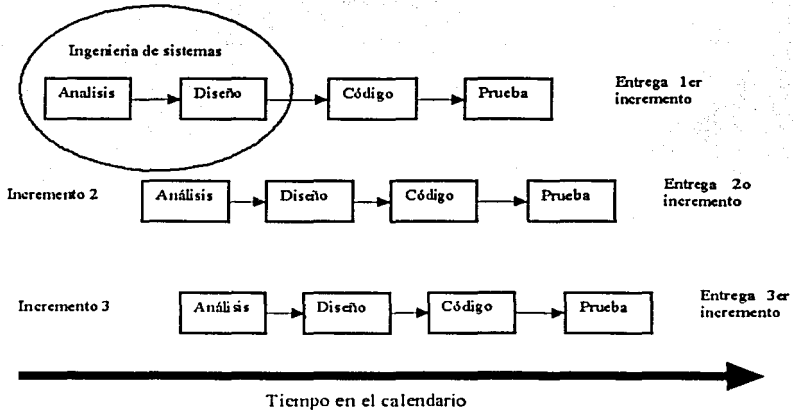 Ingenieria de sistemas
Analisis
Diseño
Código
Prueba
Entrega 1er
incremento
Incremento 2
Análisis
Diseño
Código
Prueba
Entrega 2o
incremento
Incremento 3
Análisis
Diseño
Código
Prueba
Entrega 3er
incremento
Tiempo en el calendario